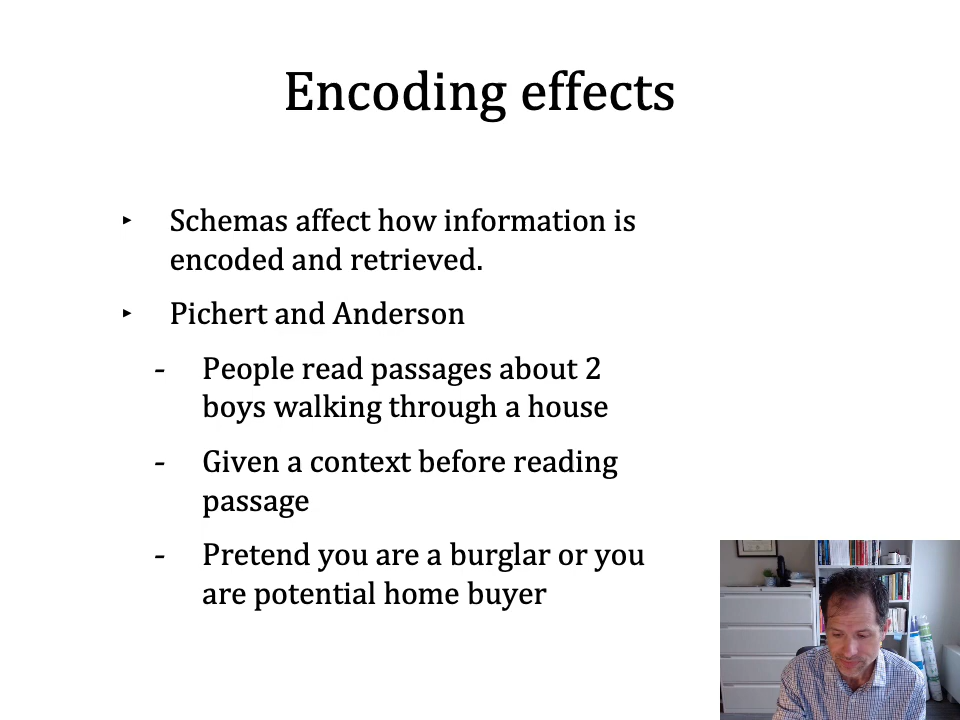 Encoding effects
‣ Schemas affect how information is
encoded and retrieved.
‣ Pichert and Anderson
- People read passages about 2
boys walking through a house
- Given a context before reading
passage
- Pretend you are a burglar or you
are potential home buyer